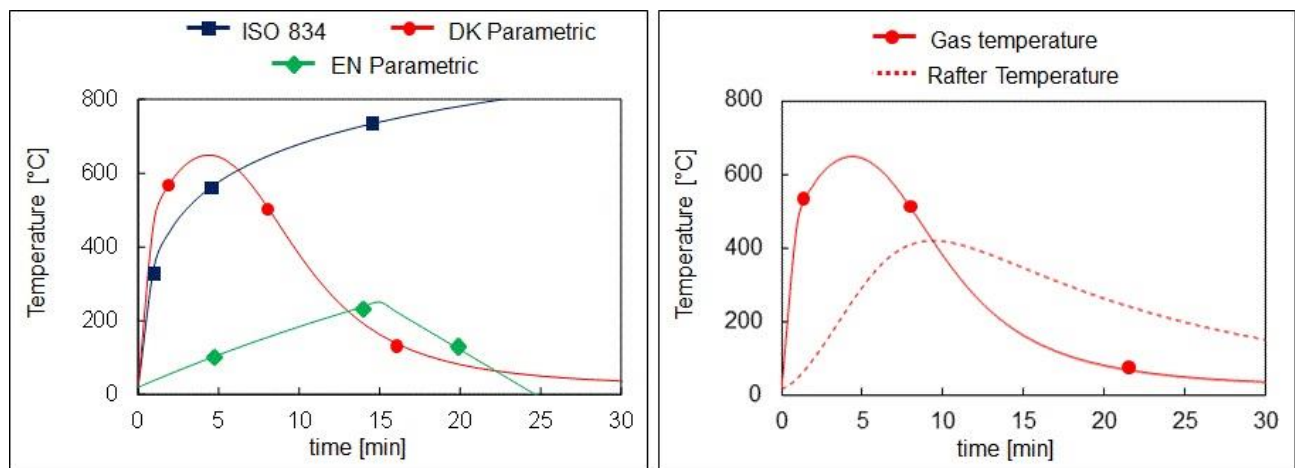 ISO 834
DK Parametric
EN Parametric
Temperature [°C]
800
600
400
200
0
0 5 10 15 20 25 30
time [min]
Gas temperature
Rafter Temperature
Temperature [°C]
800
600
400
200
0
0 5 10 15 20 25 30
time [min]